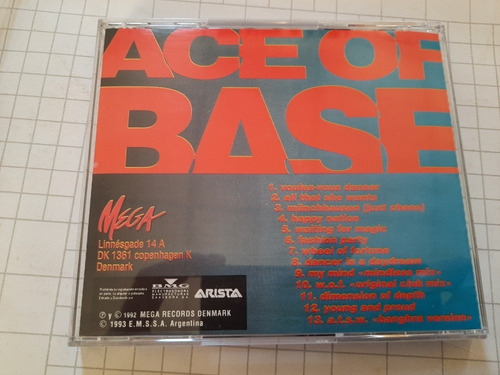 ACE OF
BASE
1. voulez-vous danser
2. all that she wants
3. münchhausen (just chaos)
4. happy nation
5. waiting for magic
6. fashion party
7. wheel of fortune
8. dancer in a daydream
9. my mind «mindless mix»
10. w.o.f. «original club mix»
11. dimension of depth
12. young and proud
13. a.t.s.w. «banghra version»
MEGA
Linnésgade 14 A
DK 1361 copenhagen K
Denmark
BMG
ARISTA
℗ y © 1992 MEGA RECORDS DENMARK
© 1993 E.M.S.S.A. Argentina